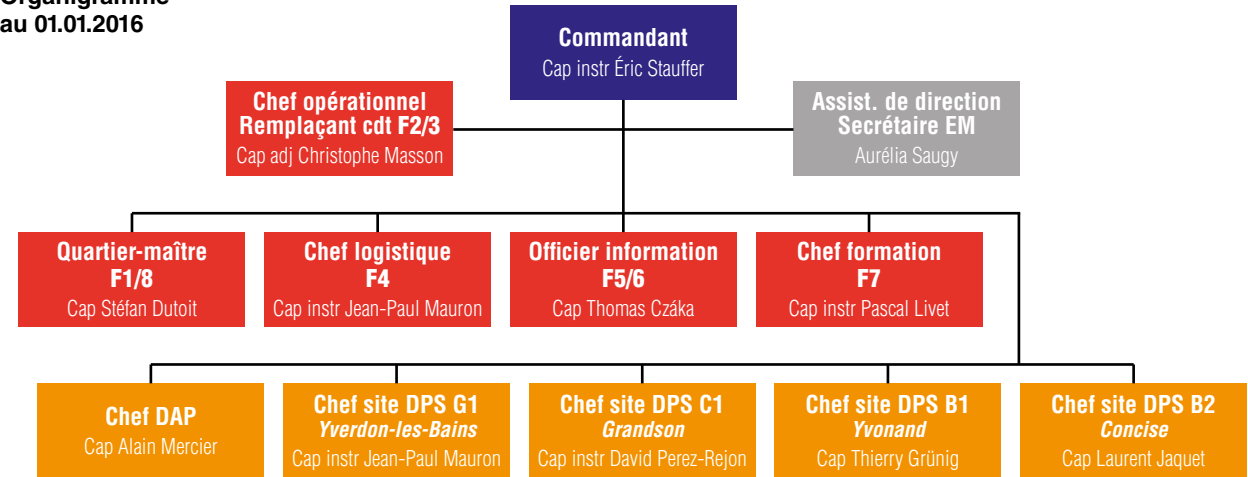 Organigramme
au 01.01.2016
Commandant
Cap instr Éric Stauffer
Chef opérationnel
Remplaçant cdt F2/3
Cap adj Christophe Masson
Assist. de direction
Secrétaire EM
Aurélia Saugy
Quartier-maître
F1/8
Cap Stéfan Dutoit
Chef logistique
F4
Cap instr Jean-Paul Mauron
Officier information
F5/6
Cap Thomas Czáka
Chef formation
F7
Cap instr Pascal Livet
Chef DAP
Cap Alain Mercier
Chef site DPS G1
Yverdon-les-Bains
Cap instr Jean-Paul Mauron
Chef site DPS C1
Grandson
Cap instr David Perez-Rejon
Chef site DPS B1
Yvonand
Cap Thierry Grünig
Chef site DPS B2
Concise
Cap Laurent Jaquet